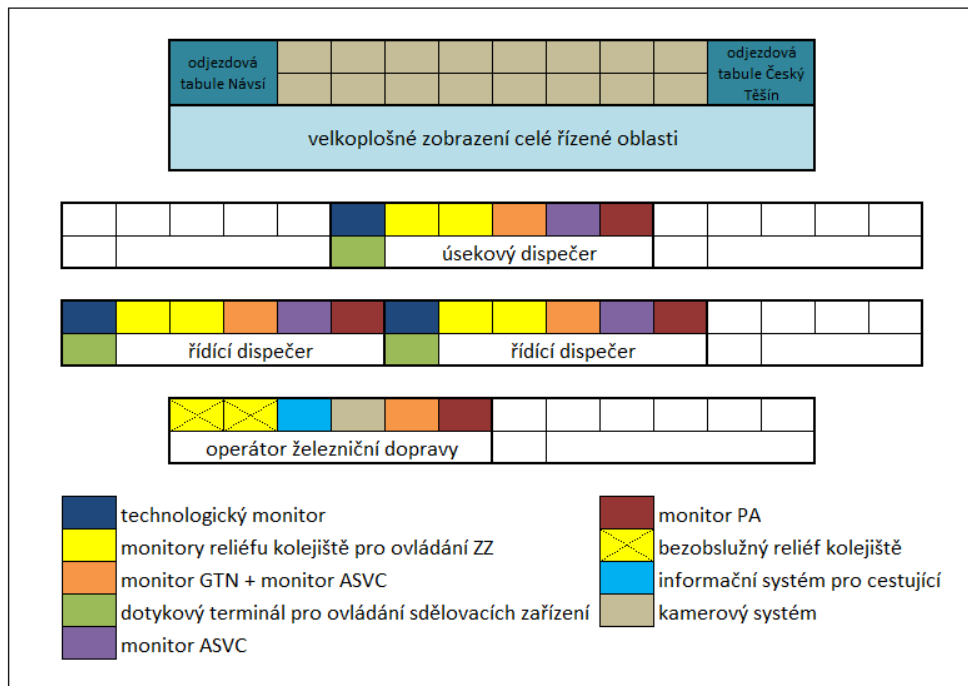 odjezdová
tabule Návsí
odjezdová
tabule Český
Těšín
velkoplošné zobrazení celé řízené oblasti
úsekový dispečer
řídící dispečer
řídící dispečer
operátor železniční dopravy
technologický monitor
monitory reliéfu kolejiště pro ovládání ZZ
monitor GTN + monitor ASVC
dotykový terminál pro ovládání sdělovacích zařízení
monitor ASVC
monitor PA
bezobslužný reliéf kolejiště
informační systém pro cestující
kamerový systém